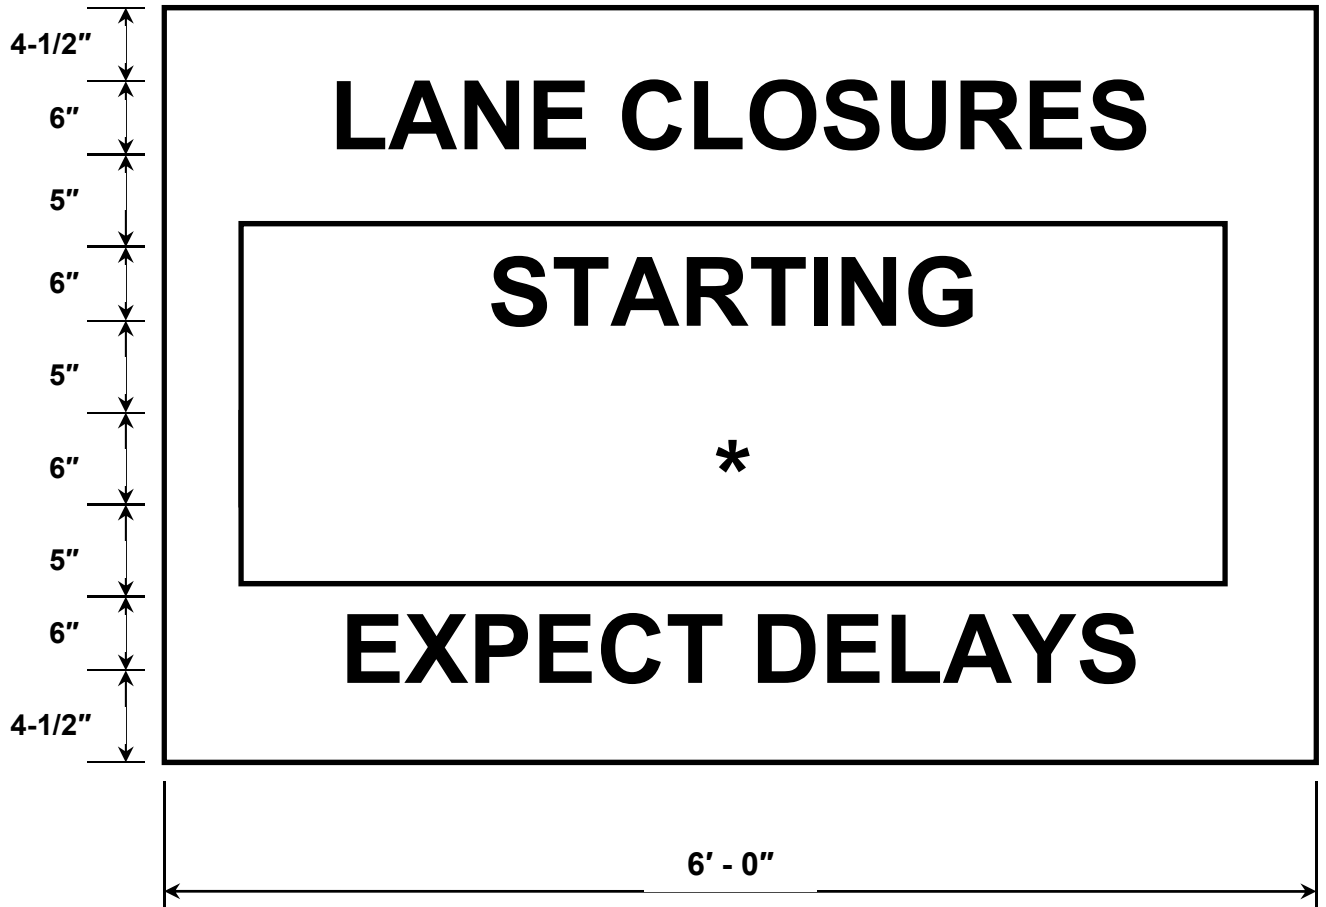 4-1/2″
LANE CLOSURES
6″
5″
STARTING
6″
5″
*
6″
5″
EXPECT DELAYS
6″
4-1/2″
6′ - 0″